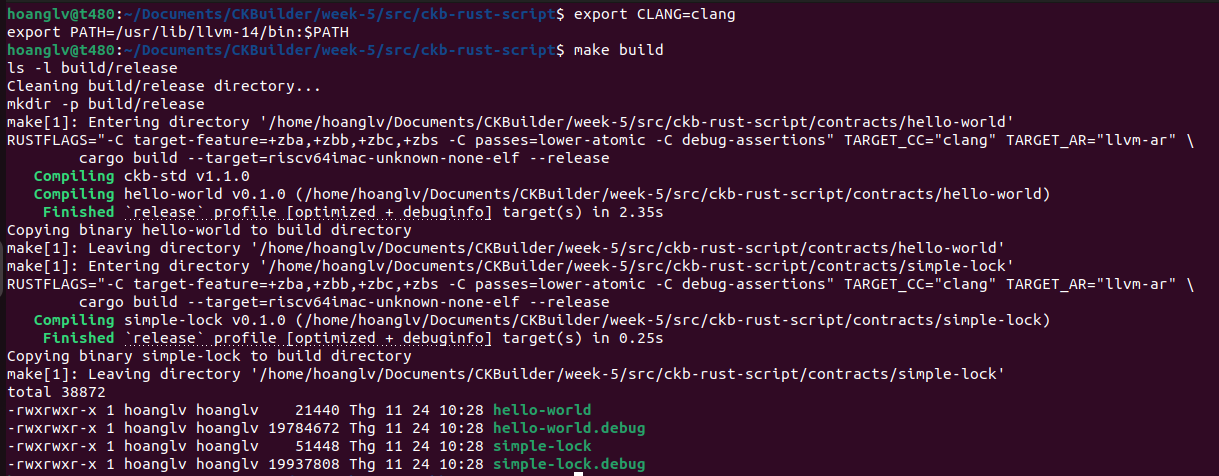 hoanglv@t480:~/Documents/CKBuilder/week-5/src/ckb-rust-script$ export CLANG=clang
export PATH=/usr/lib/llvm-14/bin:$PATH
hoanglv@t480:~/Documents/CKBuilder/week-5/src/ckb-rust-script$ make build
ls -l build/release
Cleaning build/release directory...
mkdir -p build/release
make[1]: Entering directory '/home/hoanglv/Documents/CKBuilder/week-5/src/ckb-rust-script/contracts/hello-world'
RUSTFLAGS="-C target-feature=+zba,+zbb,+zbc,+zbs -C passes=lower-atomic -C debug-assertions" TARGET_CC="clang" TARGET_AR="llvm-ar" \
        cargo build --target=riscv64imac-unknown-none-elf --release
   Compiling ckb-std v1.1.0
   Compiling hello-world v0.1.0 (/home/hoanglv/Documents/CKBuilder/week-5/src/ckb-rust-script/contracts/hello-world)
    Finished `release` profile [optimized + debuginfo] target(s) in 2.35s
Copying binary hello-world to build directory
make[1]: Leaving directory '/home/hoanglv/Documents/CKBuilder/week-5/src/ckb-rust-script/contracts/hello-world'
make[1]: Entering directory '/home/hoanglv/Documents/CKBuilder/week-5/src/ckb-rust-script/contracts/simple-lock'
RUSTFLAGS="-C target-feature=+zba,+zbb,+zbc,+zbs -C passes=lower-atomic -C debug-assertions" TARGET_CC="clang" TARGET_AR="llvm-ar" \
        cargo build --target=riscv64imac-unknown-none-elf --release
   Compiling simple-lock v0.1.0 (/home/hoanglv/Documents/CKBuilder/week-5/src/ckb-rust-script/contracts/simple-lock)
    Finished `release` profile [optimized + debuginfo] target(s) in 0.25s
Copying binary simple-lock to build directory
make[1]: Leaving directory '/home/hoanglv/Documents/CKBuilder/week-5/src/ckb-rust-script/contracts/simple-lock'
total 38872
-rwxrwxr-x 1 hoanglv hoanglv    21440 Thg 11 24 10:28 hello-world
-rwxrwxr-x 1 hoanglv hoanglv 19784672 Thg 11 24 10:28 hello-world.debug
-rwxrwxr-x 1 hoanglv hoanglv    51448 Thg 11 24 10:28 simple-lock
-rwxrwxr-x 1 hoanglv hoanglv 19937808 Thg 11 24 10:28 simple-lock.debug